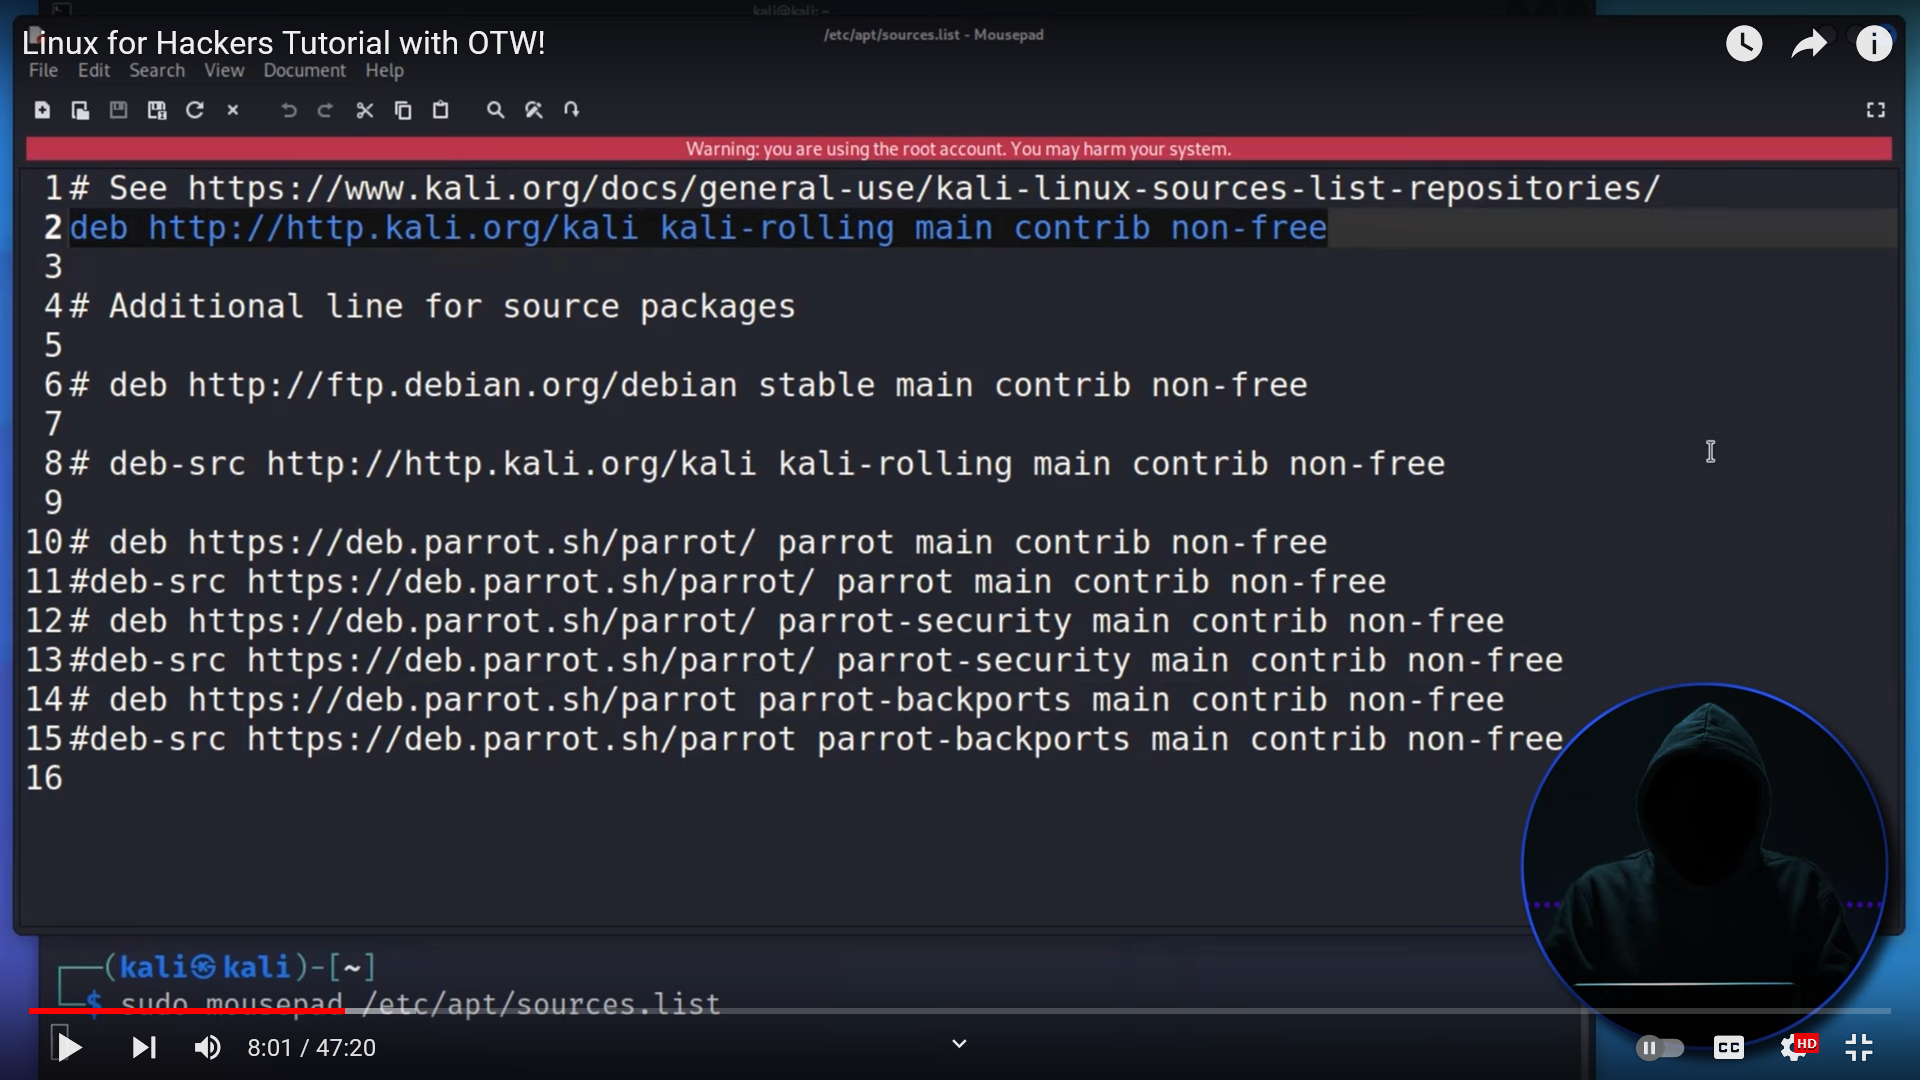 kali@kali: ~
Linux for Hackers Tutorial with OTW!
/etc/apt/sources.list - Mousepad
File Edit Search View Document Help
Warning: you are using the root account. You may harm your system.
1 # See https://www.kali.org/docs/general-use/kali-linux-sources-list-repositories/
2 deb http://http.kali.org/kali kali-rolling main contrib non-free
3
4 # Additional line for source packages
5
6 # deb http://ftp.debian.org/debian stable main contrib non-free
7
8 # deb-src http://http.kali.org/kali kali-rolling main contrib non-free
9
10 # deb https://deb.parrot.sh/parrot/ parrot main contrib non-free
11 #deb-src https://deb.parrot.sh/parrot/ parrot main contrib non-free
12 # deb https://deb.parrot.sh/parrot/ parrot-security main contrib non-free
13 #deb-src https://deb.parrot.sh/parrot/ parrot-security main contrib non-free
14 # deb https://deb.parrot.sh/parrot parrot-backports main contrib non-free
15 #deb-src https://deb.parrot.sh/parrot parrot-backports main contrib non-free
16
(kali㉿kali)-[~]
$ sudo mousepad /etc/apt/sources.list
8:01 / 47:20
CC
HD